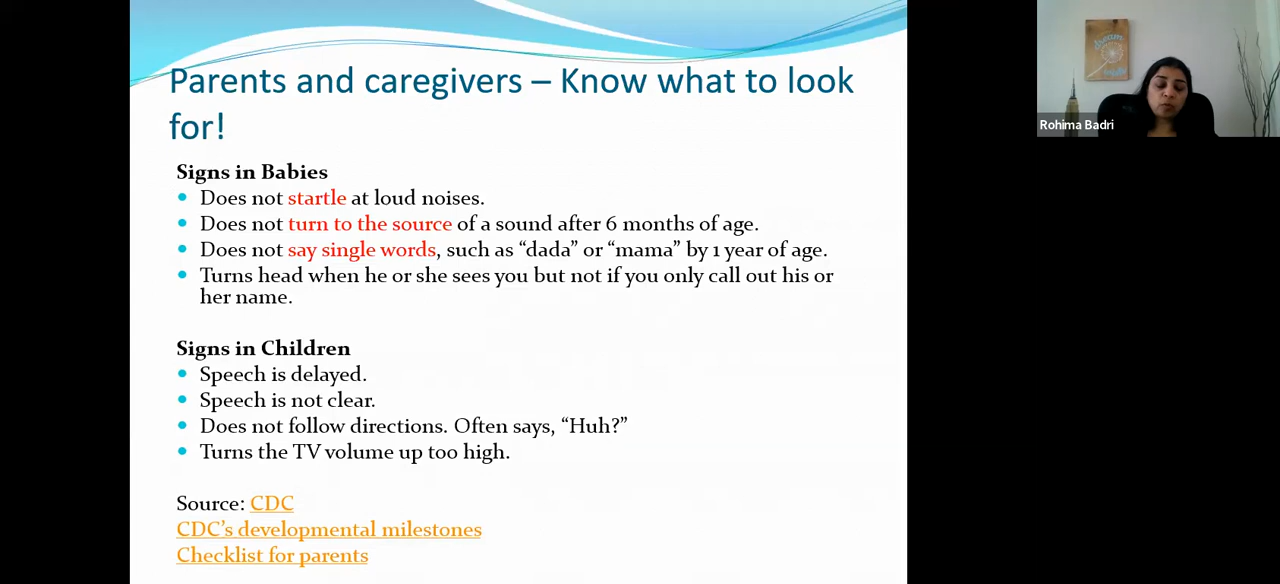 Parents and caregivers – Know what to look
for!
Signs in Babies
Does not startle at loud noises.
Does not turn to the source of a sound after 6 months of age.
Does not say single words, such as “dada” or “mama” by 1 year of age.
Turns head when he or she sees you but not if you only call out his or
her name.
Signs in Children
Speech is delayed.
Speech is not clear.
Does not follow directions. Often says, “Huh?”
Turns the TV volume up too high.
Source: CDC
CDC’s developmental milestones
Checklist for parents
dream
Rohima Badri